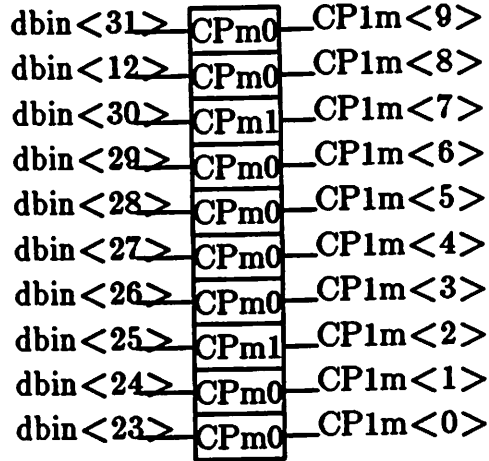 dbin<31> CPm0 CP1m<9>
dbin<12> CPm0 CP1m<8>
dbin<30> CPm1 CP1m<7>
dbin<29> CPm0 CP1m<6>
dbin<28> CPm0 CP1m<5>
dbin<27> CPm0 CP1m<4>
dbin<26> CPm0 CP1m<3>
dbin<25> CPm1 CP1m<2>
dbin<24> CPm0 CP1m<1>
dbin<23> CPm0 CP1m<0>